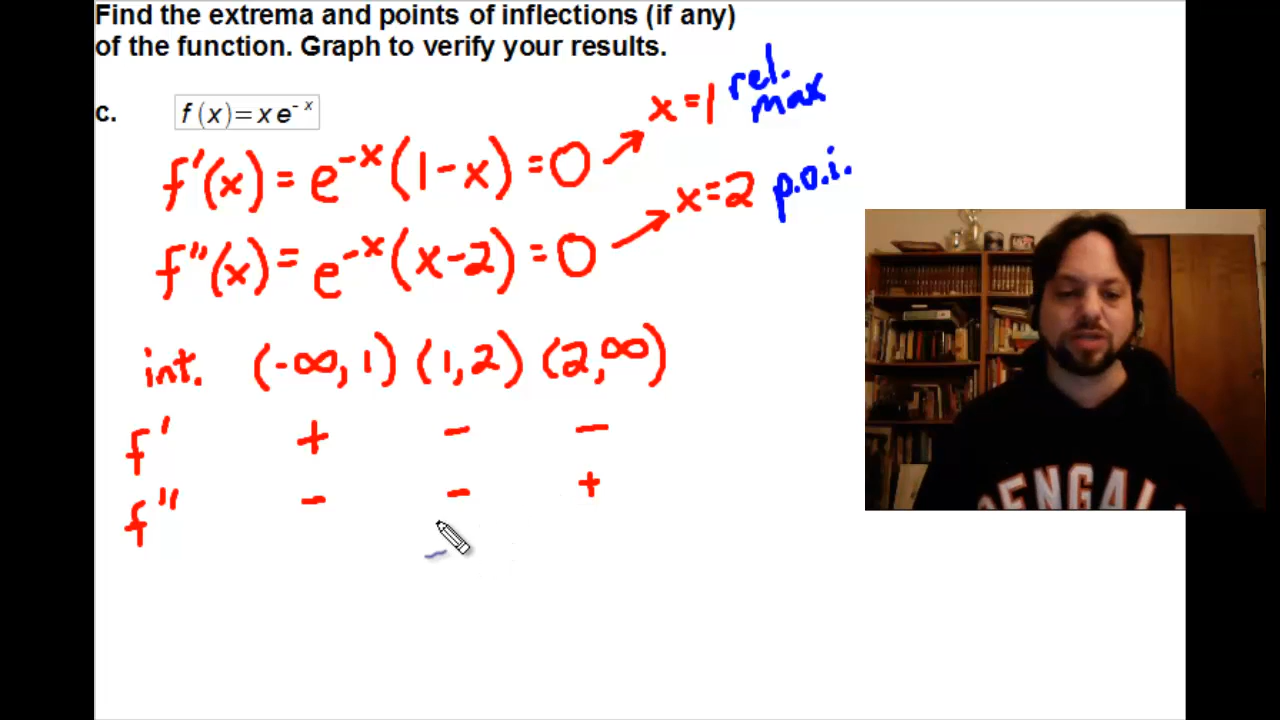 Find the extrema and points of inflections (if any)
of the function. Graph to verify your results.
c. f (x)= x e^- x
f'(x) = e^-x(1-x) = 0 → x=1 rel. max
f"(x) = e^-x(x-2) = 0 → x=2 p.o.i.
int. (-∞, 1) (1, 2) (2, ∞)
f' + - -
f" - - +
BENGAL